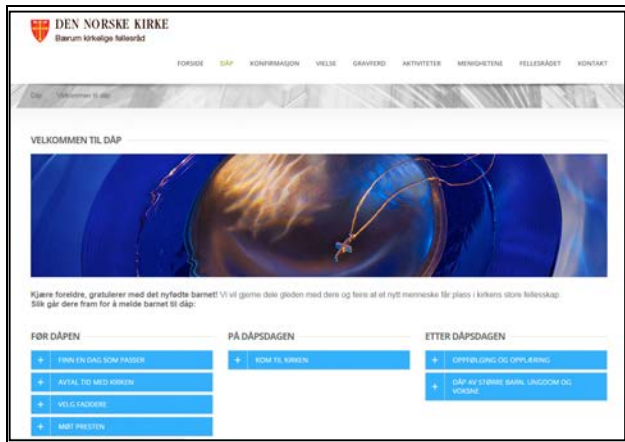 DEN NORSKE KIRKE
Bærum kirkelige fellesråd
FORSIDE DÅP KONFIRMASJON VIELSE GRAVFERD AKTIVITETER MENIGHETENE FELLESRÅDET KONTAKT
Dåp Velkommen til dåp
VELKOMMEN TIL DÅP
Kjære foreldre, gratulerer med det nyfødte barnet! Vi vil gjerne dele gleden med dere og feire at et nytt menneske får plass i kirkens store fellesskap.
Slik går dere fram for å melde barnet til dåp:
FØR DÅPEN
+ FINN EN DAG SOM PASSER
+ AVTAL TID MED KIRKEN
+ VELG FADDERE
+ MØT PRESTEN
PÅ DÅPSDAGEN
+ KOM TIL KIRKEN
ETTER DÅPSDAGEN
+ OPPFØLGING OG OPPLÆRING
+ DÅP AV STØRRE BARN, UNGDOM OG
VOKSNE